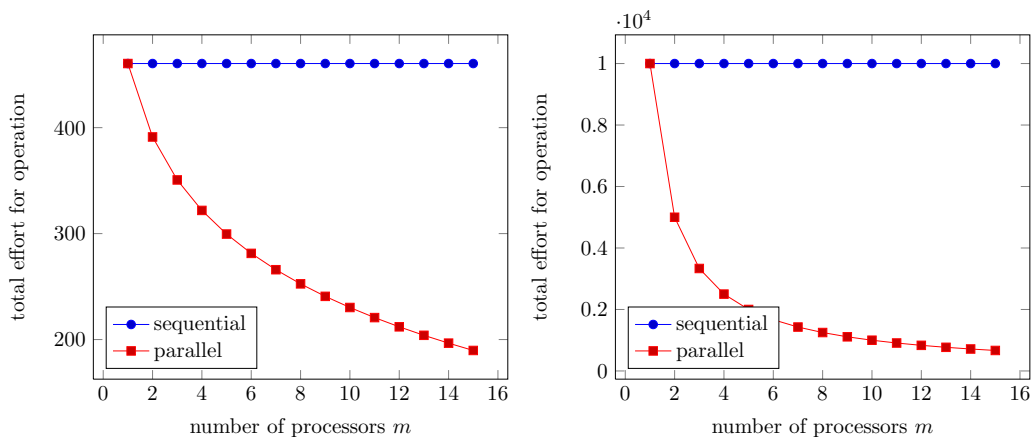 total effort for operation
400
300
200
0 2 4 6 8 10 12 14 16
number of processors m
sequential
parallel
·10⁴
total effort for operation
1
0.8
0.6
0.4
0.2
0
0 2 4 6 8 10 12 14 16
number of processors m
sequential
parallel